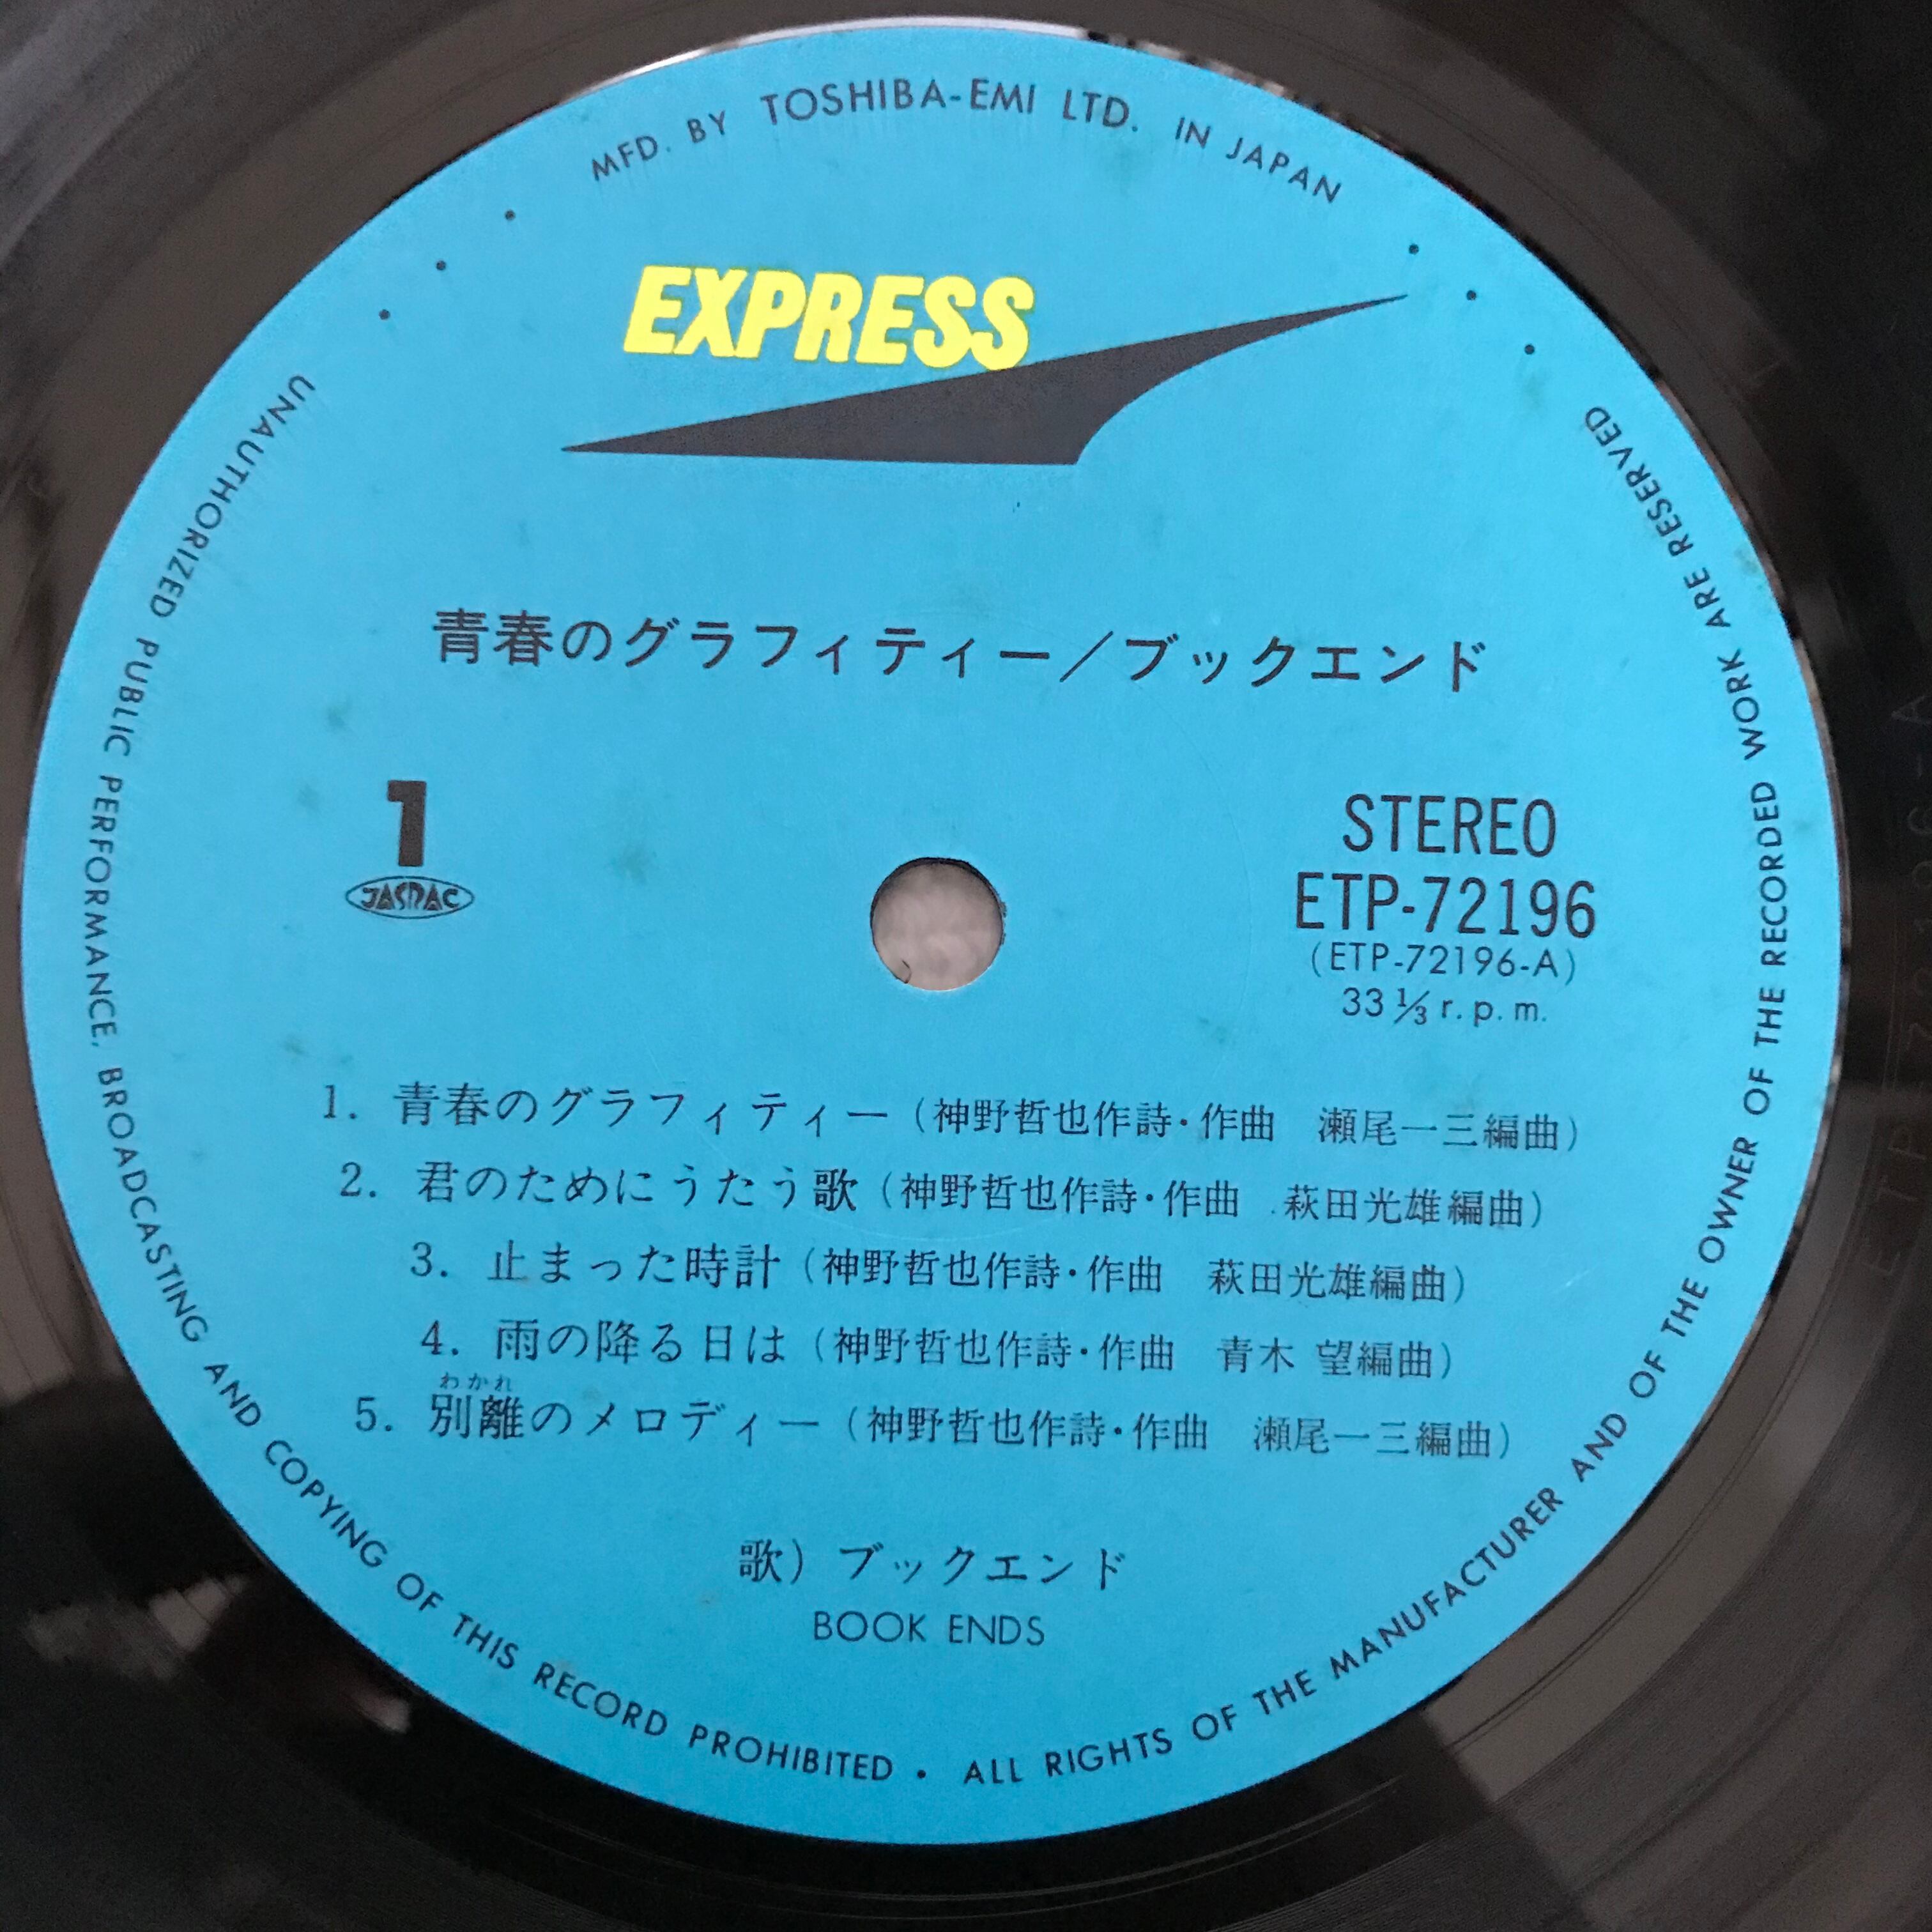 MFD. BY TOSHIBA-EMI LTD. IN JAPAN
EXPRESS
青春のグラフィティー/ブックエンド
1
JASRAC
STEREO
ETP-72196
(ETP-72196-A)
33 1/3 r.p.m.
1. 青春のグラフィティー (神野哲也作詩・作曲 瀬尾一三編曲)
2. 君のためにうたう歌 (神野哲也作詩・作曲 萩田光雄編曲)
3. 止まった時計 (神野哲也作詩・作曲 萩田光雄編曲)
4. 雨の降る日は (神野哲也作詩・作曲 青木 望編曲)
わかれ
5. 別離のメロディー (神野哲也作詩・作曲 瀬尾一三編曲)
歌) ブックエンド
BOOK ENDS
UNAUTHORIZED PUBLIC PERFORMANCE, BROADCASTING AND COPYING OF THIS RECORD PROHIBITED • ALL RIGHTS OF THE MANUFACTURER AND OF THE OWNER OF THE RECORDED WORK ARE RESERVED